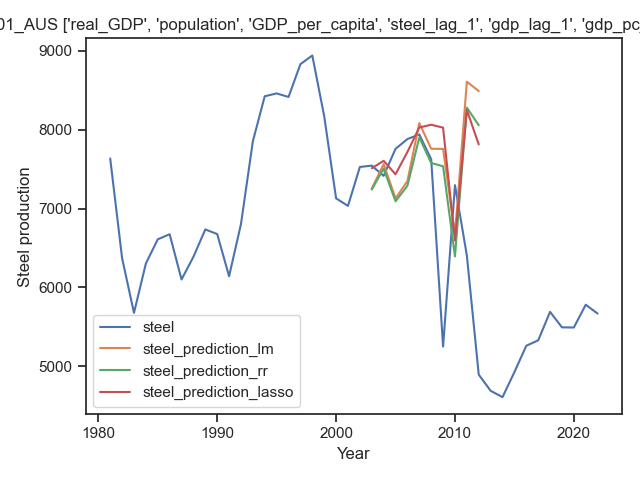 01_AUS ['real_GDP', 'population', 'GDP_per_capita', 'steel_lag_1', 'gdp_lag_1', 'gdp_pc
9000
8000
7000
6000
5000
Steel production
steel
steel_prediction_lm
steel_prediction_rr
steel_prediction_lasso
1980
1990
2000
2010
2020
Year